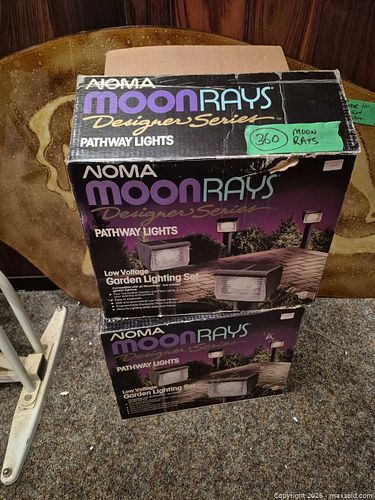 NOMA
MOONRAYS
Designer Series
PATHWAY LIGHTS
360
MOON
RAYS
NOMA
MOONRAYS
Designer Series
PATHWAY LIGHTS
Low Voltage
Garden Lighting Set
NOMA
MOONRAYS
PATHWAY LIGHTS
Low Voltage
Garden Lighting Set
Copyright 2026 - maxsold.com